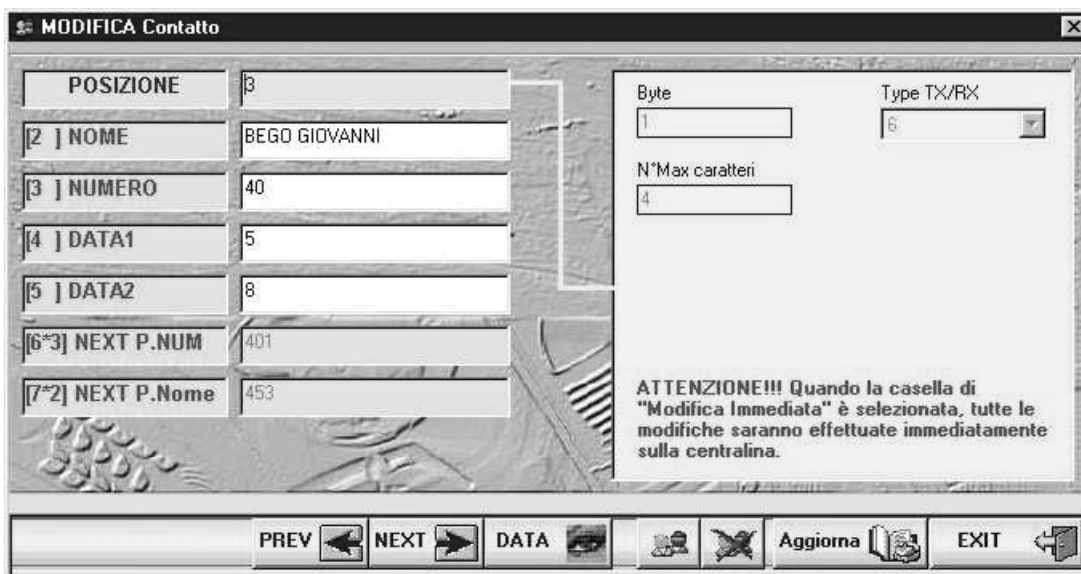 MODIFICA Contatto
POSIZIONE 3
[2 ] NOME BEGO GIOVANNI
[3 ] NUMERO 40
[4 ] DATA1 5
[5 ] DATA2 8
[6*3] NEXT P.NUM 401
[7*2] NEXT P.Nome 453
Byte Type TX/RX
1 6
N°Max caratteri
4
ATTENZIONE!!! Quando la casella di
"Modifica Immediata" è selezionata, tutte le
modifiche saranno effettuate immediatamente
sulla centralina.
PREV NEXT DATA Aggiorna EXIT